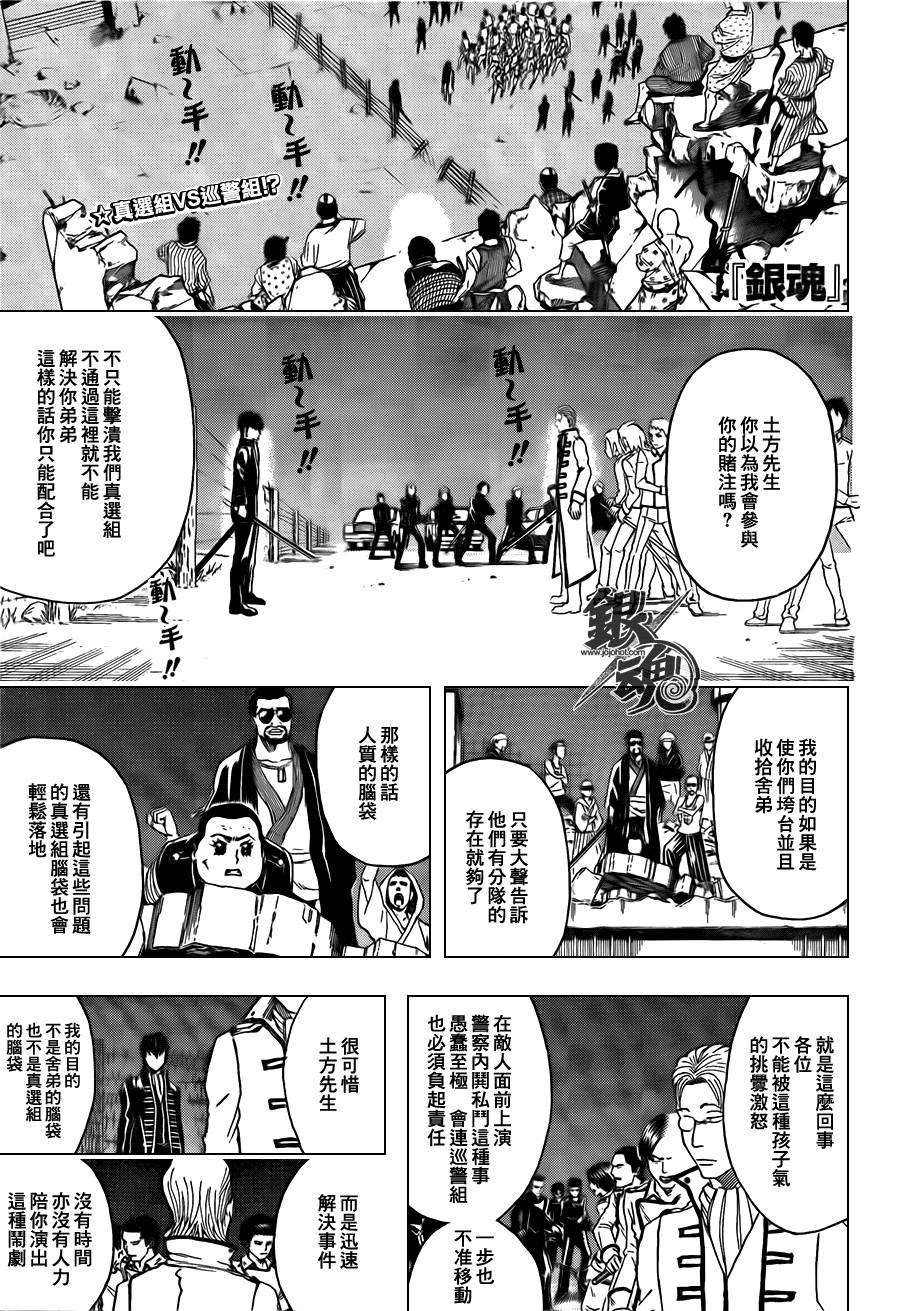 動～手!!
動～手!!
☆真選組VS巡警組!?
『銀魂』
土方先生
你以為我會參與
你的賭注嗎？
動～手!!
動～手!!
動～手!!
不只能擊潰我們真選組
不通過這裡就不能
解決你弟弟
這樣的話你只能配合了吧
銀魂
www.jojohot.com
我的目的如果是
使你們垮台並且
收拾舍弟
只要大聲告訴
他們有分隊的
存在就夠了
那樣的話
人質的腦袋
還有引起這些問題
的真選組腦袋也會
輕鬆落地
就是這麼回事
各位
不能被這種孩子氣
的挑釁激怒
在敵人面前上演
警察內鬨私鬥這種事
愚蠢至極 會連巡警組
也必須負起責任
一步也
不准移動
很可惜
土方先生
我的目的
不是舍弟的腦袋
也不是真選組
的腦袋
而是迅速
解決事件
沒有時間
亦沒有人力
陪你演出
這種鬧劇